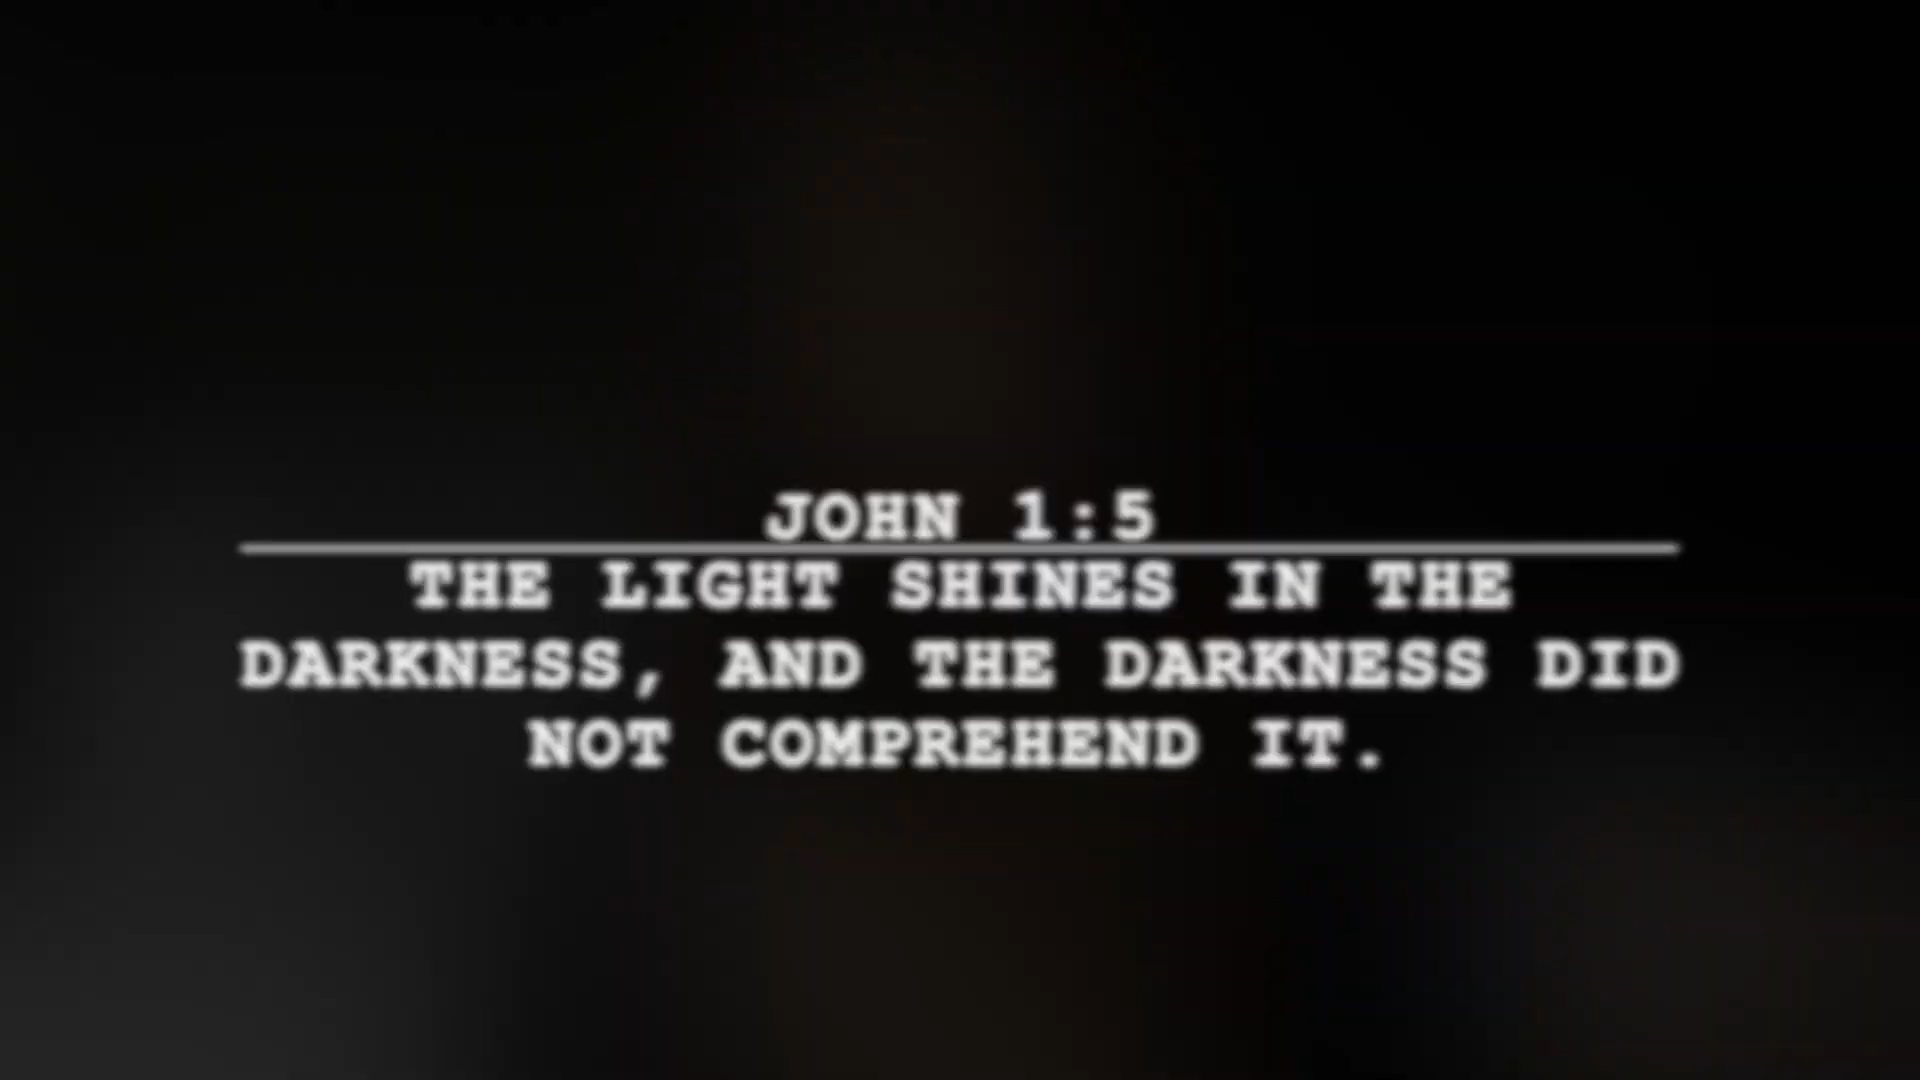 JOHN 1:5
THE LIGHT SHINES IN THE
DARKNESS, AND THE DARKNESS DID
NOT COMPREHEND IT.